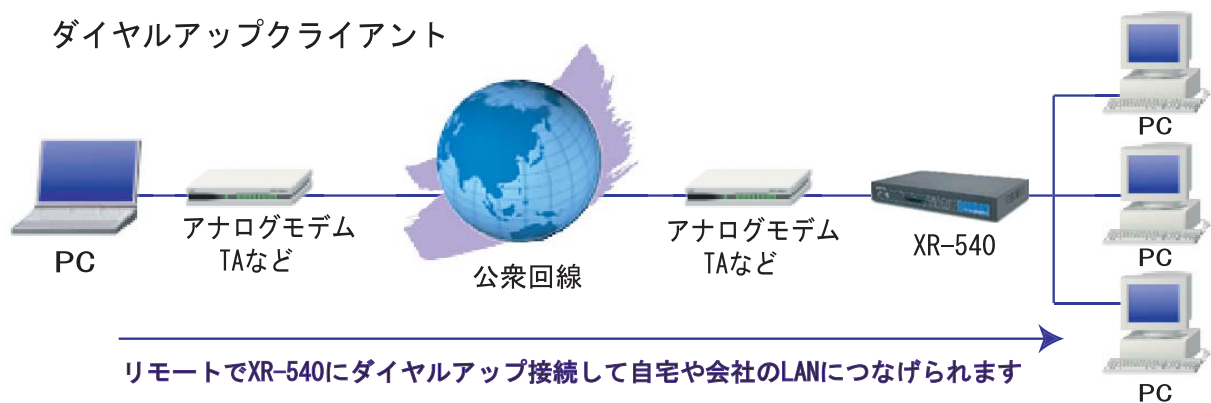 ダイヤルアップクライアント
PC
アナログモデム
TAなど
公衆回線
アナログモデム
TAなど
XR-540
PC
PC
PC
リモートでXR-540にダイヤルアップ接続して自宅や会社のLANにつなげられます